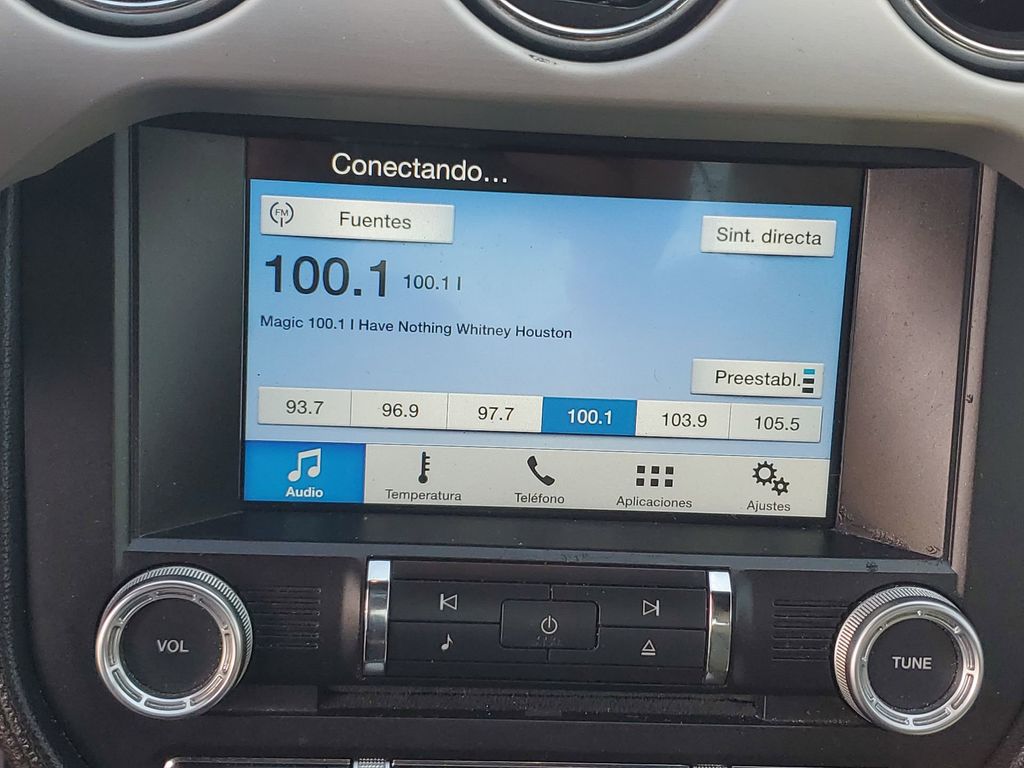 Conectando...
FM Fuentes
Sint. directa
100.1 100.1 I
Magic 100.1 I Have Nothing Whitney Houston
Preestabl.
93.7 96.9 97.7 100.1 103.9 105.5
Audio Temperatura Teléfono Aplicaciones Ajustes
VOL
TUNE